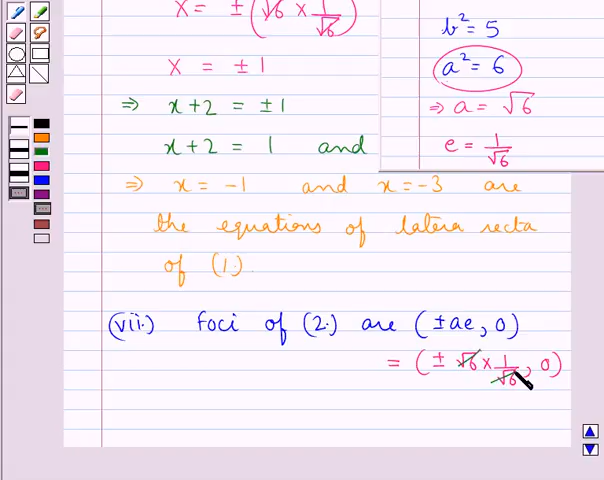 X = ± (√6 × 1/√6)
X = ± 1
⇒ x+2 = ±1
x+2 = 1 and
⇒ x = -1 and x = -3 are
the equations of latera recta
of (1.).
(vii.) foci of (2.) are (±ae, 0)
= (± √6 × 1/√6, 0)
b² = 5
a² = 6
⇒ a = √6
e = 1/√6